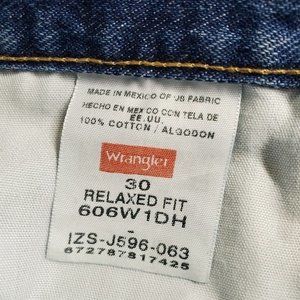 MADE IN MEXICO OF US FABRIC
HECHO EN MEXICO CON TELA DE
EE.UU.
100% COTTON / ALGODON
Wrangler
30
RELAXED FIT
606W1DH
-
IZS-J596-063
672787817425